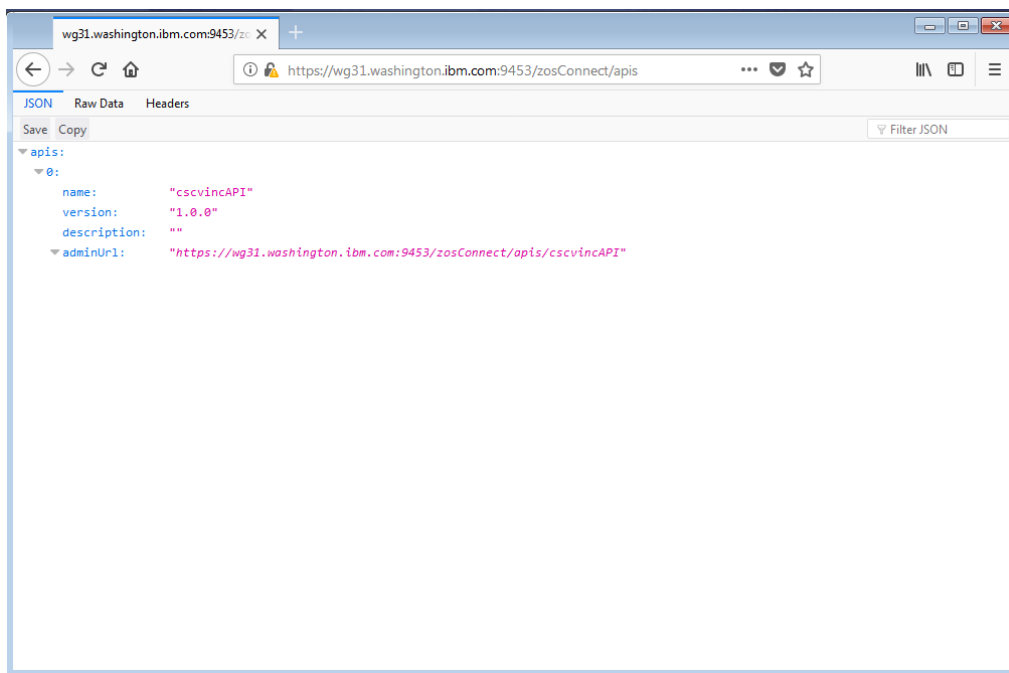 wg31.washington.ibm.com:9453/zc
https://wg31.washington.ibm.com:9453/zosConnect/apis
JSON Raw Data Headers
Save Copy Filter JSON
apis:
0:
name: "cscvincAPI"
version: "1.0.0"
description: ""
adminUrl: "https://wg31.washington.ibm.com:9453/zosConnect/apis/cscvincAPI"